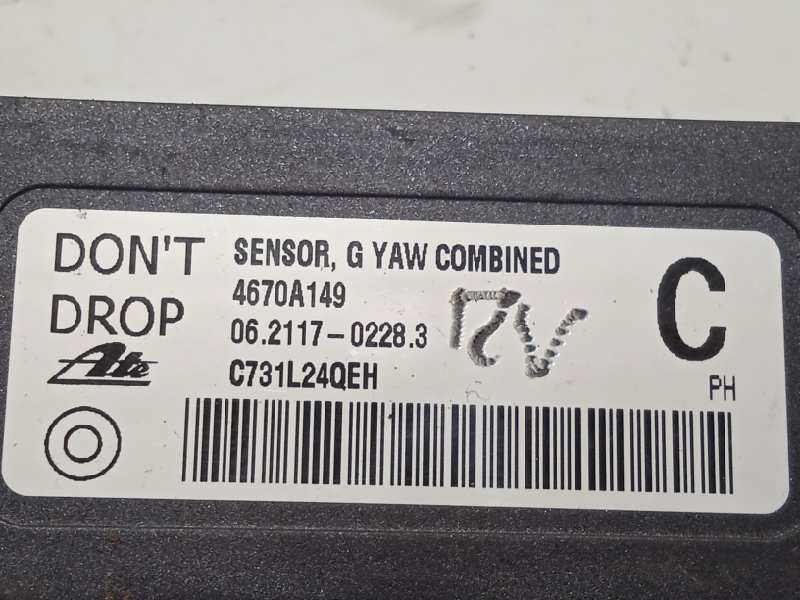 DON'T
DROP
Ate
SENSOR, G YAW COMBINED
4670A149
06.2117-0228.3
C731L24QEH
C
PH